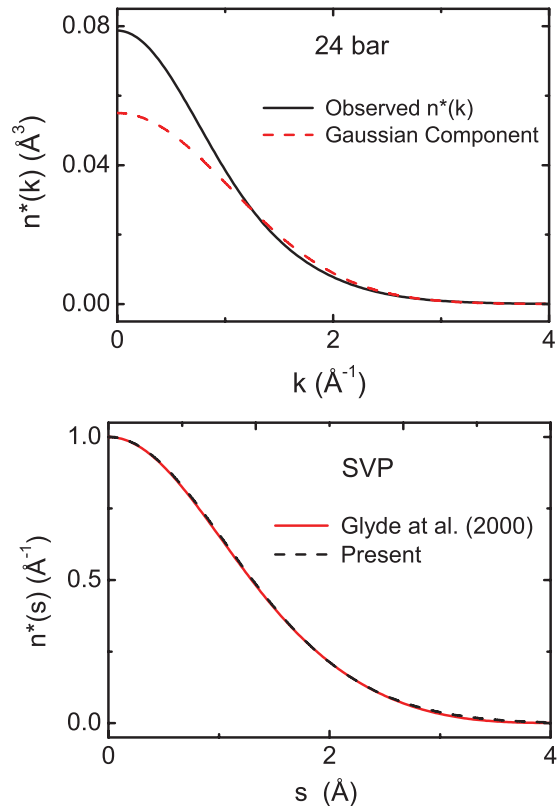 0.08
24 bar
Observed n*(k)
Gaussian Component
n*(k) (Å³)
0.04
0.00
0
2
4
k (Å⁻¹)
1.0
SVP
Glyde at al. (2000)
Present
n*(s) (Å⁻¹)
0.5
0.0
0
2
4
s (Å)